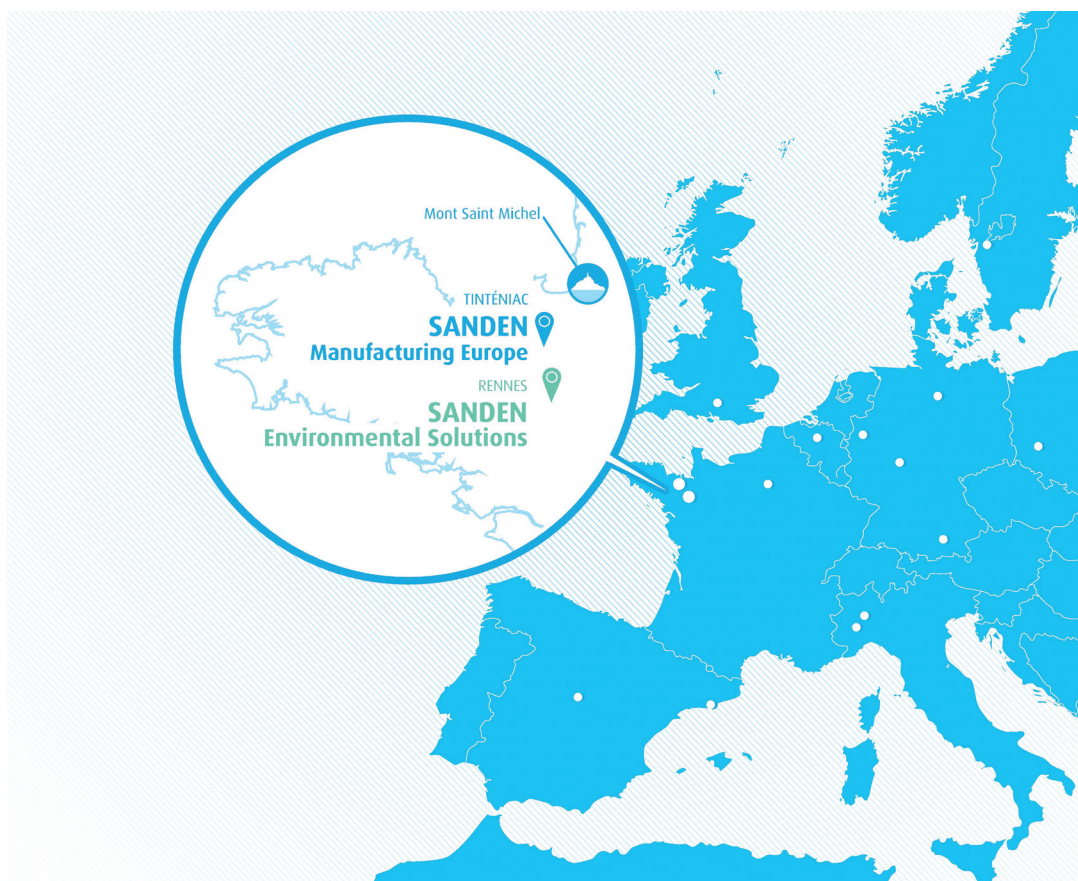 Mont Saint Michel
TINTÉNIAC
SANDEN
Manufacturing Europe
RENNES
SANDEN
Environmental Solutions